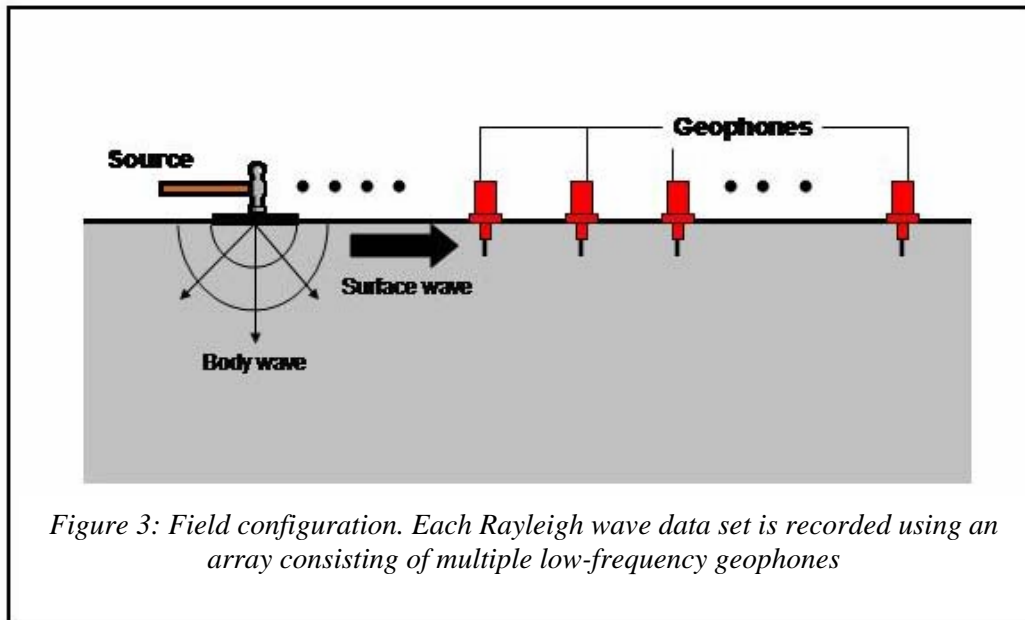 Geophones
Source
Surface wave
Body wave
Figure 3: Field configuration. Each Rayleigh wave data set is recorded using an
array consisting of multiple low-frequency geophones